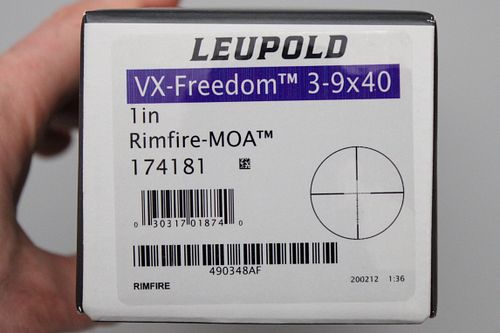 LEUPOLD
VX-Freedom™ 3-9x40
1in
Rimfire-MOA™
174181
0 30317 01874 0
490348AF
RIMFIRE
200212 1:36